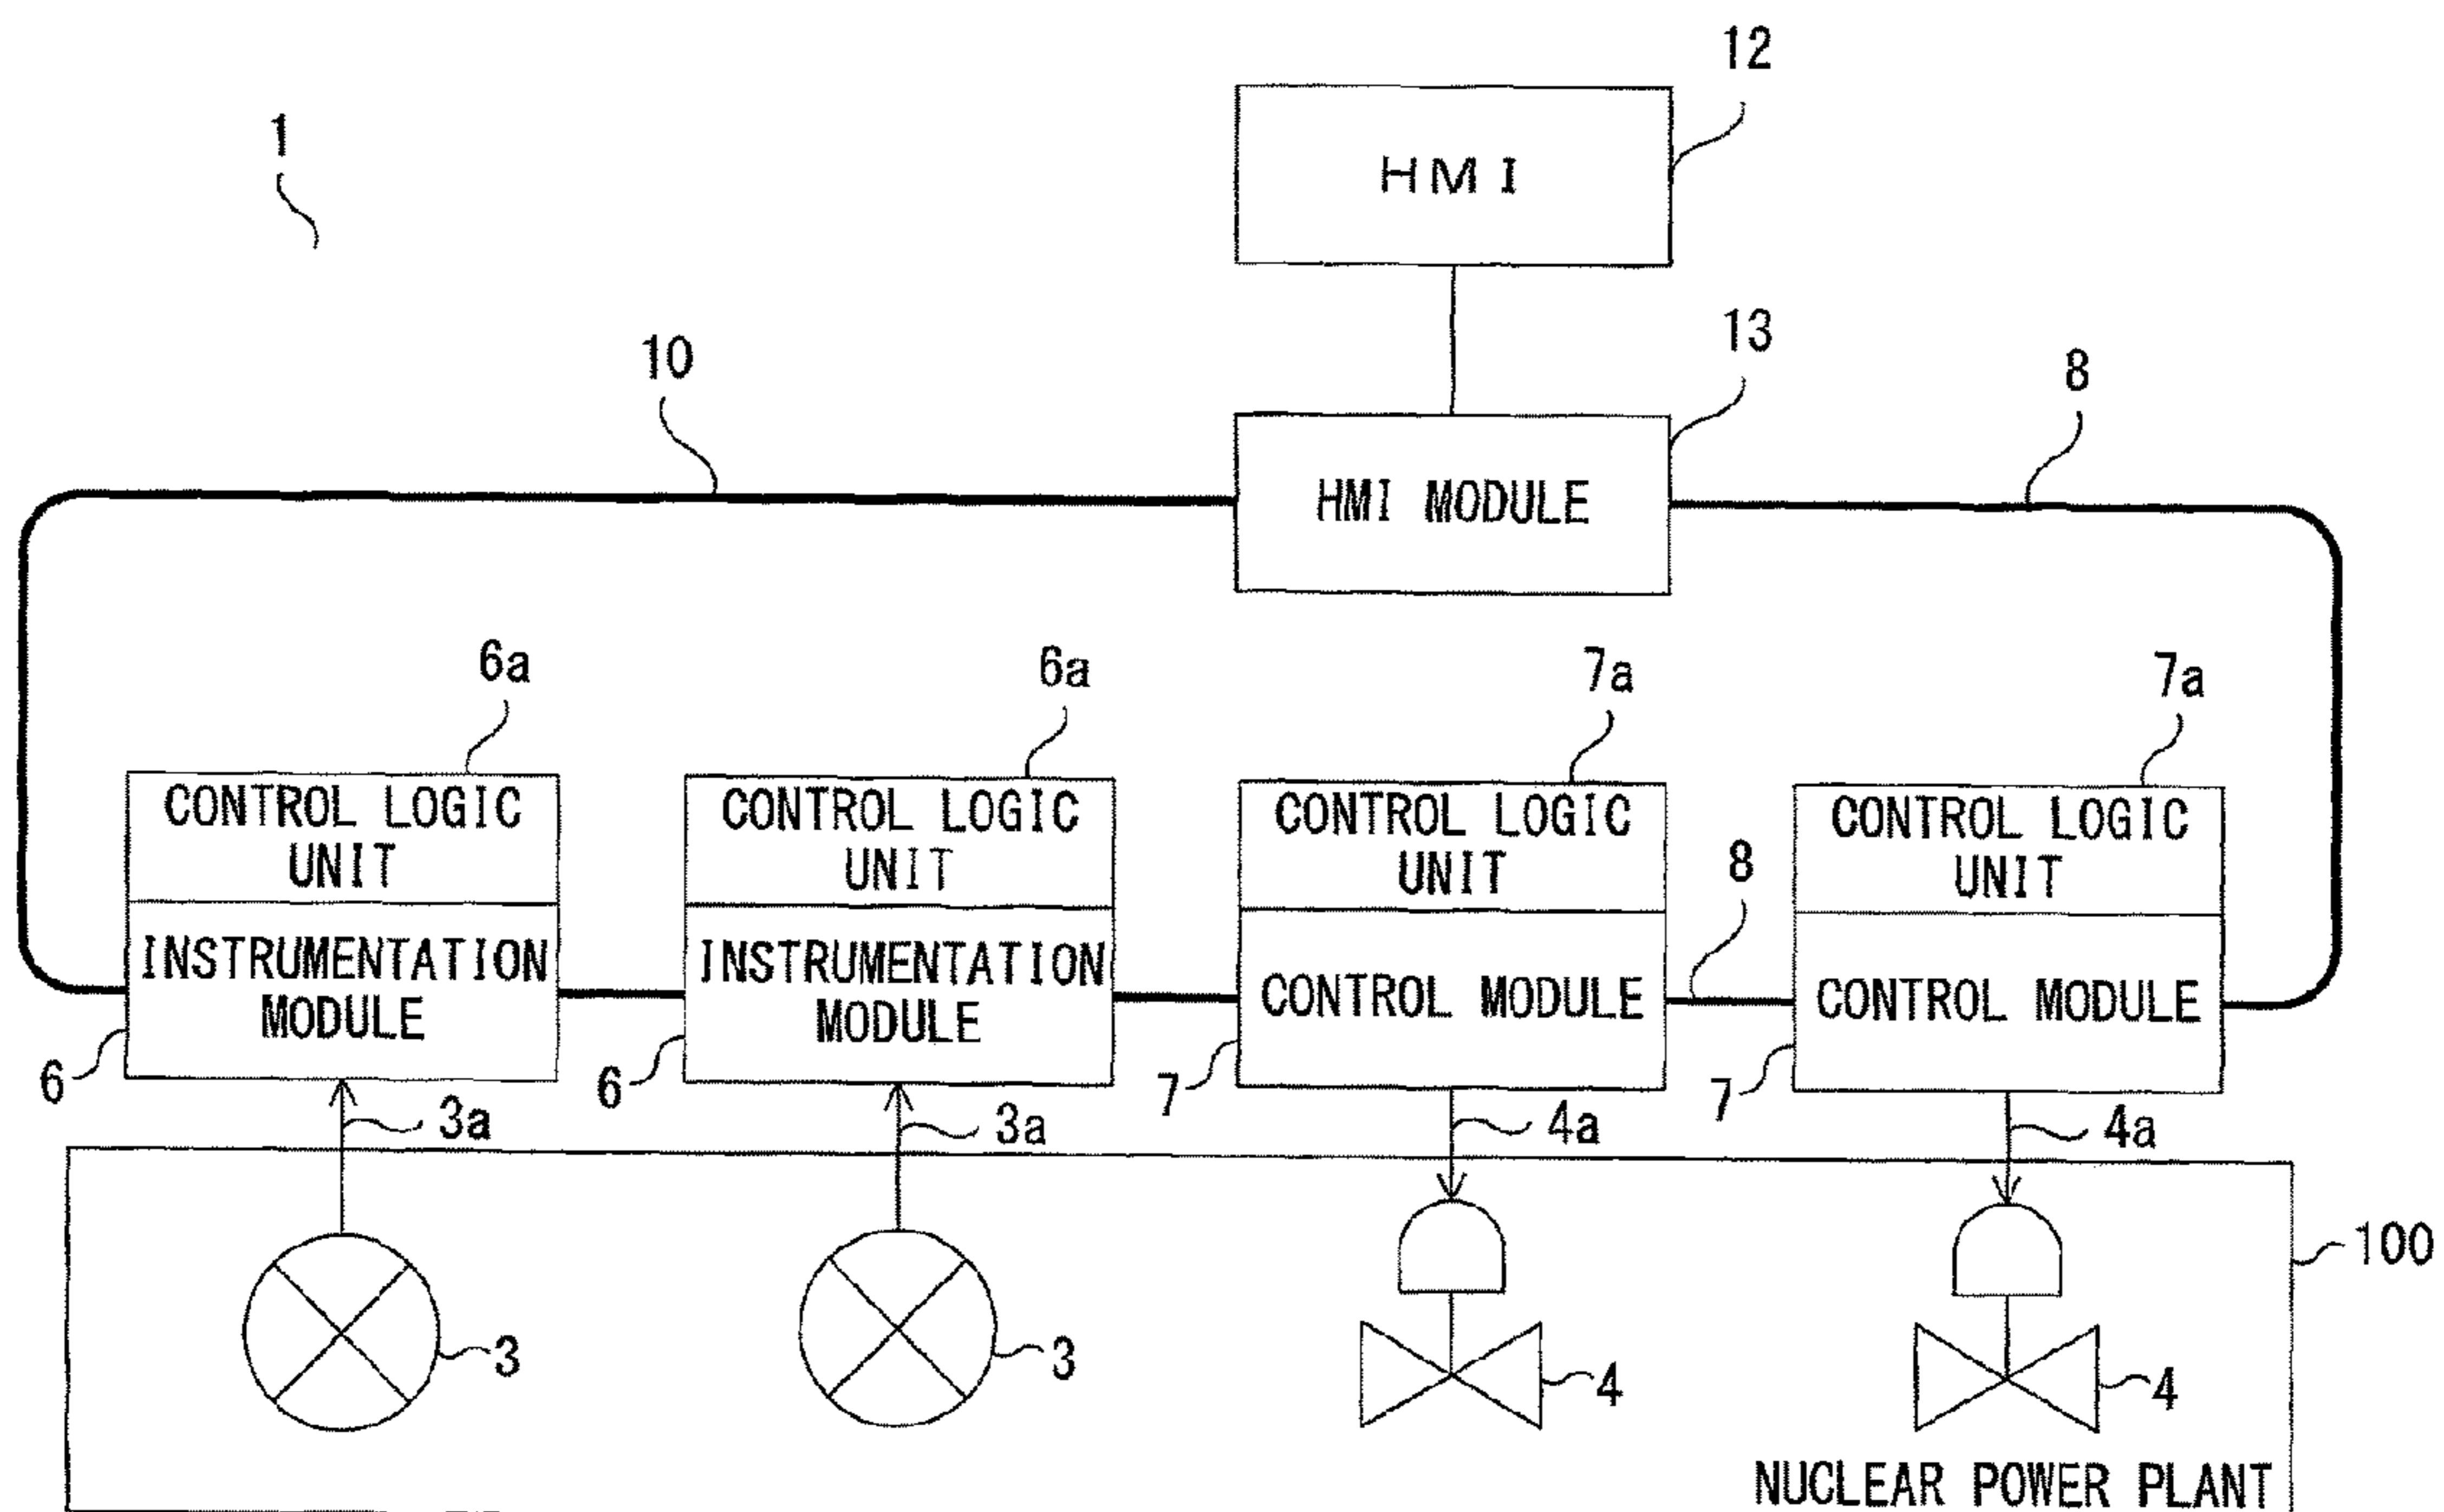 12
1
HMI
13
10
8
HMI MODULE
6a
6a
7a
7a
CONTROL LOGIC
UNIT
CONTROL LOGIC
UNIT
CONTROL LOGIC
UNIT
8
CONTROL LOGIC
UNIT
INSTRUMENTATION
MODULE
INSTRUMENTATION
MODULE
CONTROL MODULE
CONTROL MODULE
6
6
7
7
3a
3a
4a
4a
100
3
3
4
4
NUCLEAR POWER PLANT